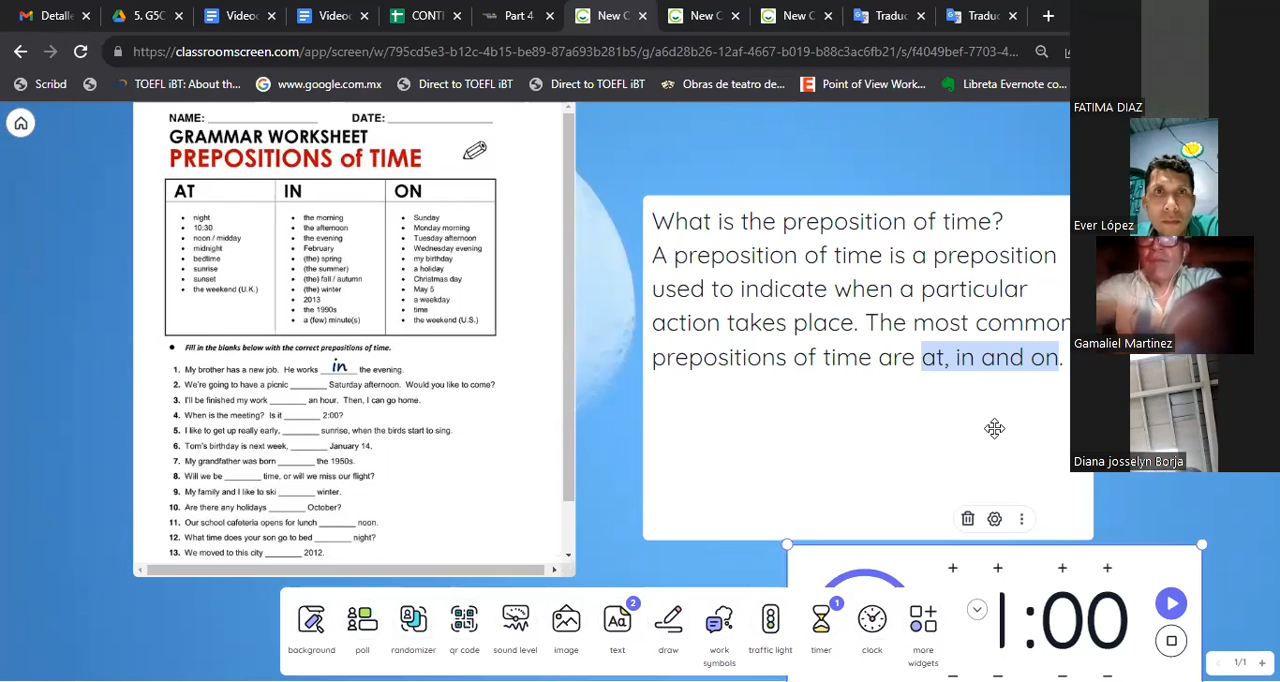 Detalle
5. G5C
Videoc
Videoc
CONTI
Part 4
New C
New C
New C
Traduc
Traduc
https://classroomscreen.com/app/screen/w/795cd5e3-b12c-4b15-be89-87a693b281b5/g/a6d28b26-12af-4667-b019-b88c3ac6fb21/s/f4049bef-7703-4...
Scribd
TOEFL iBT: About th...
www.google.com.mx
Direct to TOEFL iBT
Direct to TOEFL iBT
Obras de teatro de...
Point of View Work...
Libreta Evernote co...
NAME: DATE:
GRAMMAR WORKSHEET
PREPOSITIONS of TIME
AT
night
10:30
noon / midday
midnight
bedtime
sunrise
sunset
the weekend (U.K.)
IN
the morning
the afternoon
the evening
February
(the) spring
(the summer)
(the) fall / autumn
(the) winter
2013
the 1990s
a (few) minute(s)
ON
Sunday
Monday morning
Tuesday afternoon
Wednesday evening
my birthday
a holiday
Christmas day
May 5
a weekday
time
the weekend (U.S.)
Fill in the blanks below with the correct prepositions of time.
1. My brother has a new job. He works in the evening.
2. We're going to have a picnic ______ Saturday afternoon. Would you like to come?
3. I'll be finished my work ______ an hour. Then, I can go home.
4. When is the meeting? Is it ______ 2:00?
5. I like to get up really early, ______ sunrise, when the birds start to sing.
6. Tom's birthday is next week, ______ January 14.
7. My grandfather was born ______ the 1950s.
8. Will we be ______ time, or will we miss our flight?
9. My family and I like to ski ______ winter.
10. Are there any holidays ______ October?
11. Our school cafeteria opens for lunch ______ noon.
12. What time does your son go to bed ______ night?
13. We moved to this city ______ 2012.
What is the preposition of time?
A preposition of time is a preposition
used to indicate when a particular
action takes place. The most common
prepositions of time are at, in and on.
FATIMA DIAZ
Ever López
Gamaliel Martinez
Diana josselyn Borja
background
poll
randomizer
qr code
sound level
image
2
text
draw
work
symbols
traffic light
1
timer
clock
more
widgets
1:00
1/1